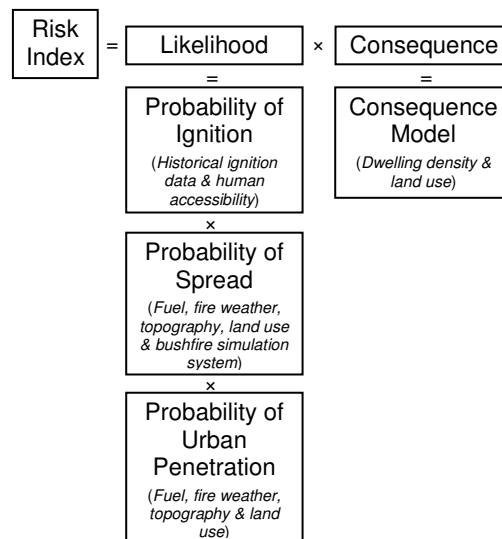 Risk Index = Likelihood × Consequence
= =
Probability of Ignition
(Historical ignition
data & human
accessibility)
Consequence
Model
(Dwelling density &
land use)
×
Probability of
Spread
(Fuel, fire weather,
topography, land use
& bushfire simulation
system)
×
Probability of
Urban
Penetration
(Fuel, fire weather,
topography & land
use)